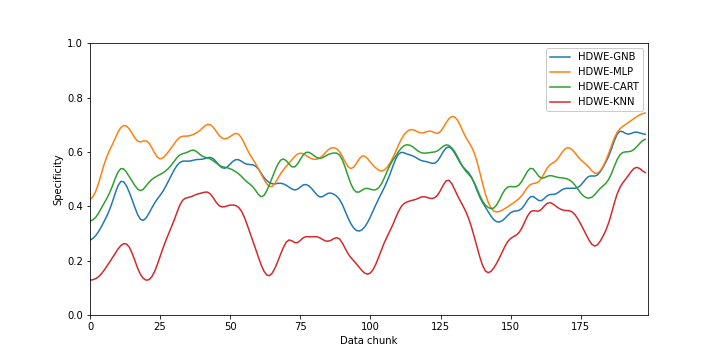 1.0
0.8
0.6
0.4
0.2
0.0
Specificity
0 25 50 75 100 125 150 175
Data chunk
HDWE-GNB
HDWE-MLP
HDWE-CART
HDWE-KNN